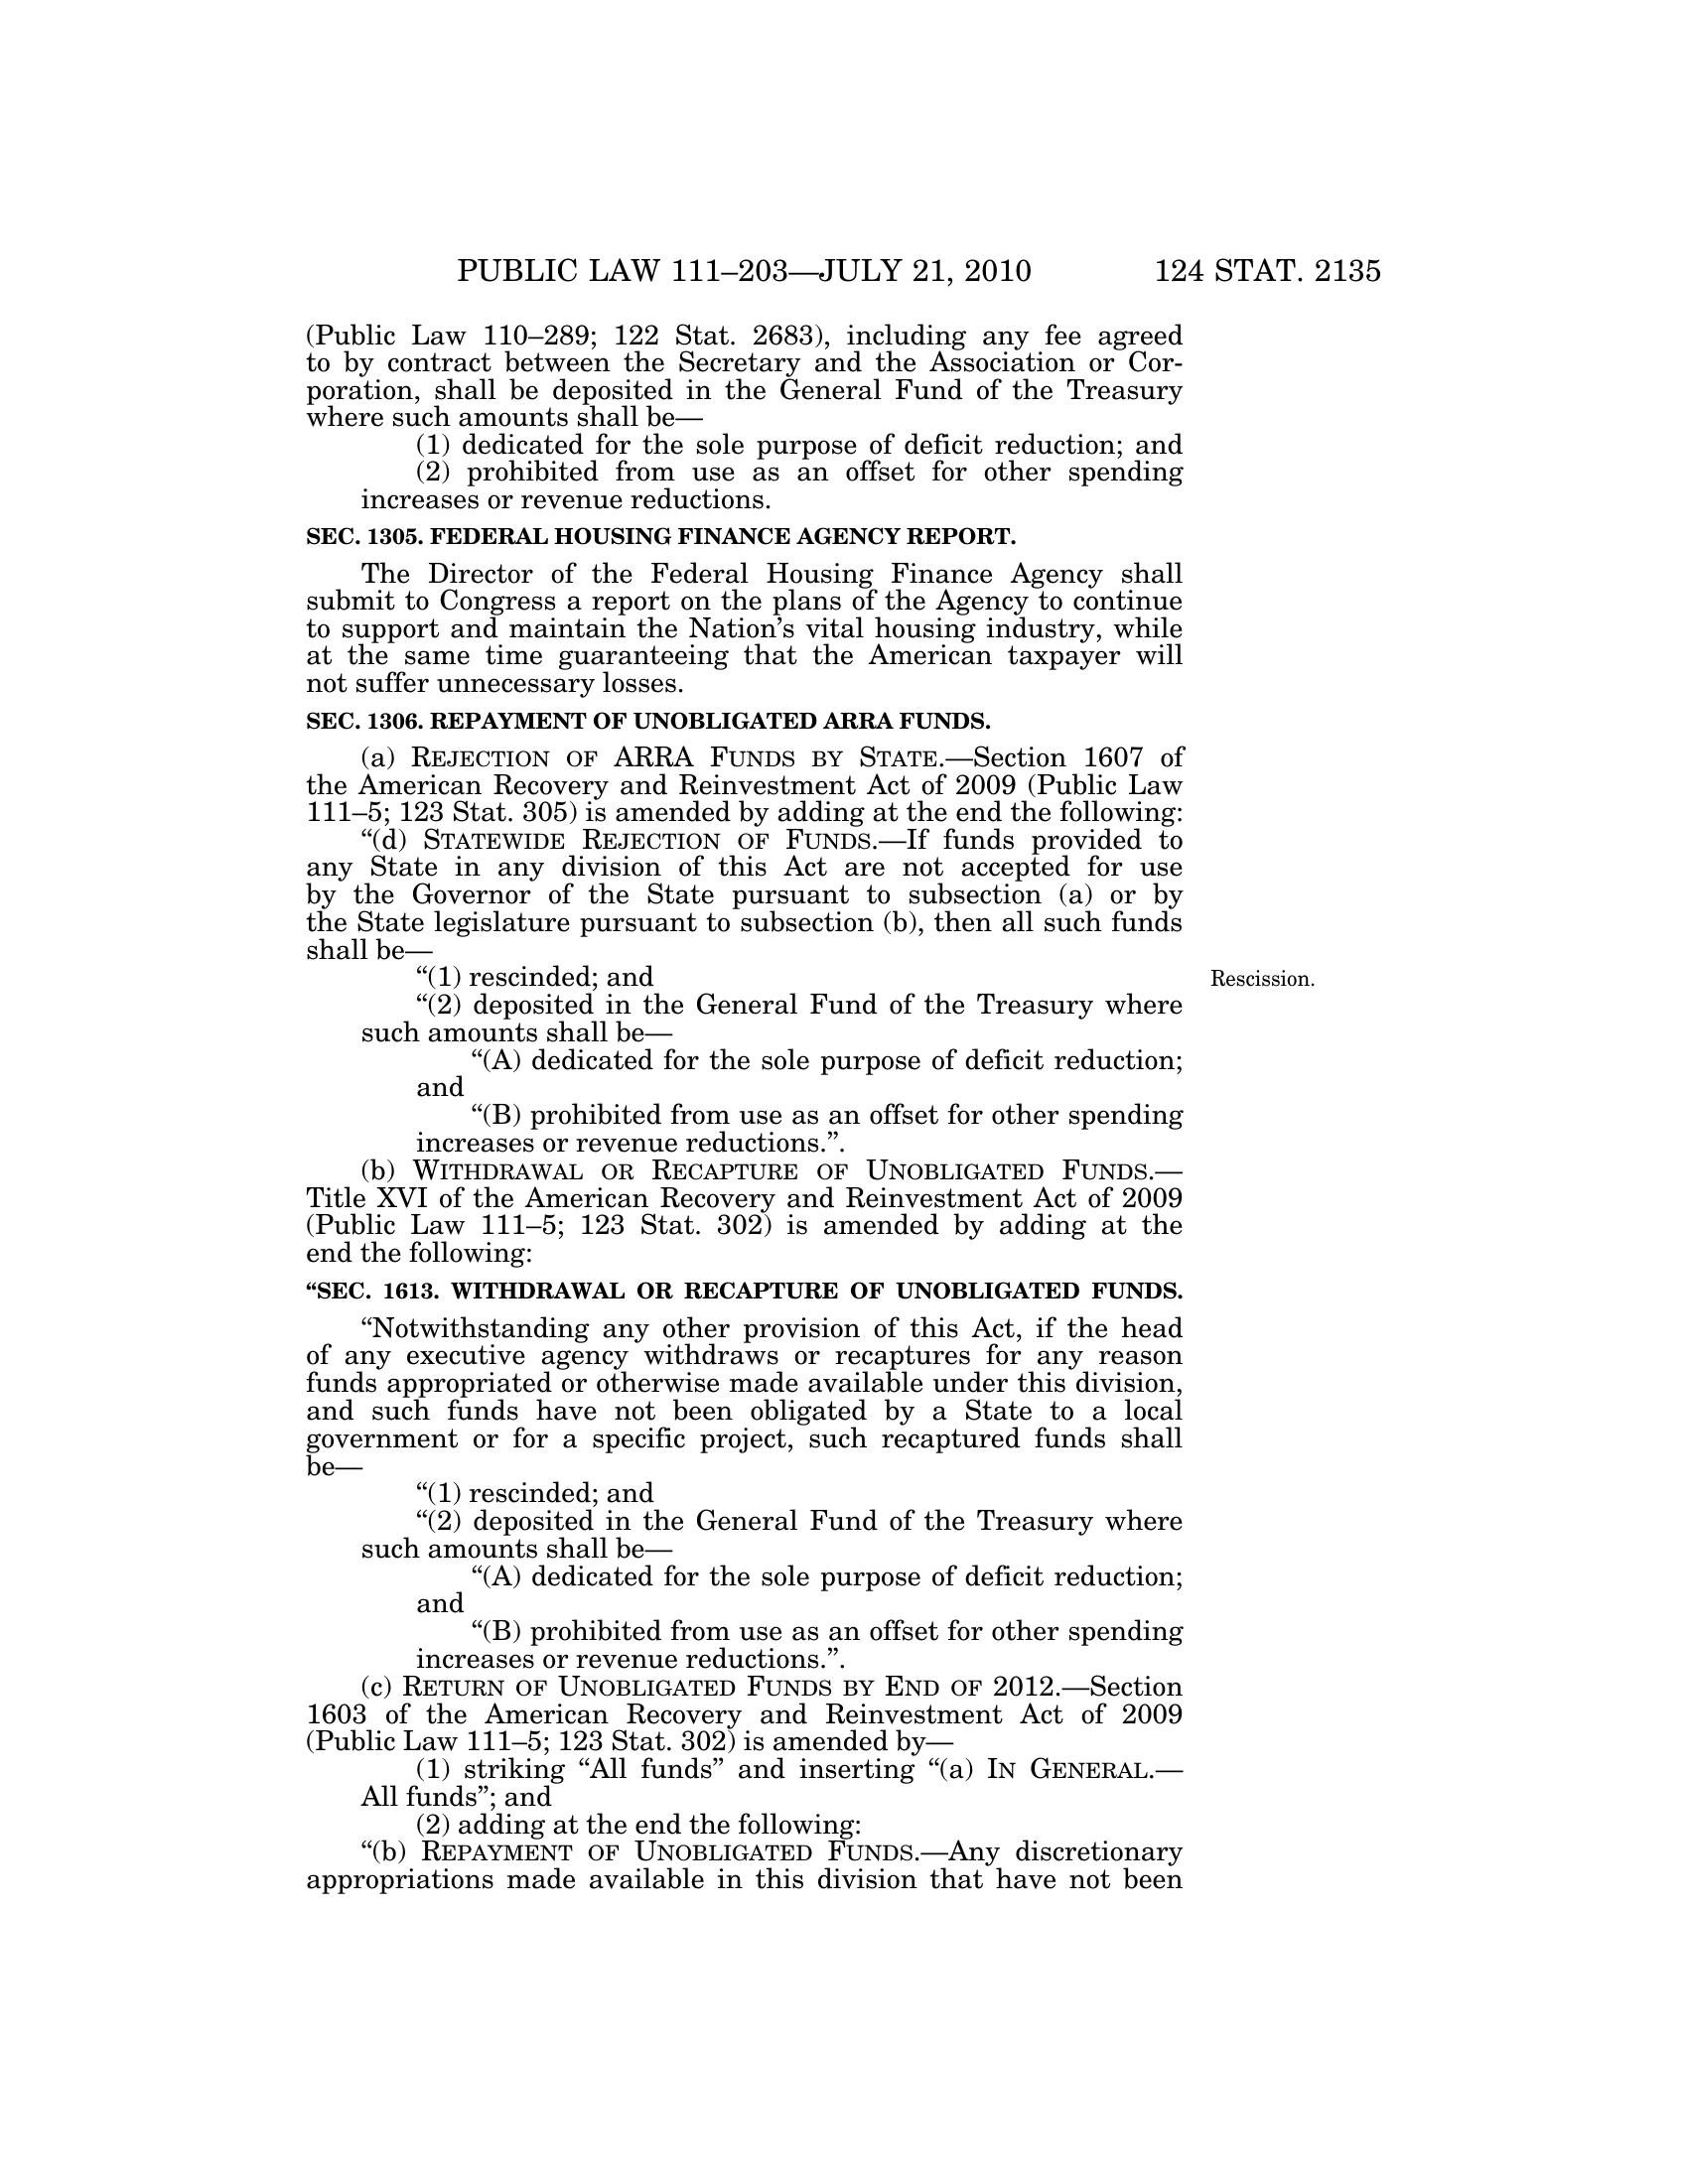 PUBLIC LAW 111–203—JULY 21, 2010 124 STAT. 2135
(Public Law 110–289; 122 Stat. 2683), including any fee agreed
to by contract between the Secretary and the Association or Cor-
poration, shall be deposited in the General Fund of the Treasury
where such amounts shall be—
(1) dedicated for the sole purpose of deficit reduction; and
(2) prohibited from use as an offset for other spending
increases or revenue reductions.
SEC. 1305. FEDERAL HOUSING FINANCE AGENCY REPORT.
The Director of the Federal Housing Finance Agency shall
submit to Congress a report on the plans of the Agency to continue
to support and maintain the Nation’s vital housing industry, while
at the same time guaranteeing that the American taxpayer will
not suffer unnecessary losses.
SEC. 1306. REPAYMENT OF UNOBLIGATED ARRA FUNDS.
(a) REJECTION OF ARRA FUNDS BY STATE.—Section 1607 of
the American Recovery and Reinvestment Act of 2009 (Public Law
111–5; 123 Stat. 305) is amended by adding at the end the following:
“(d) STATEWIDE REJECTION OF FUNDS.—If funds provided to
any State in any division of this Act are not accepted for use
by the Governor of the State pursuant to subsection (a) or by
the State legislature pursuant to subsection (b), then all such funds
shall be—
“(1) rescinded; and
Rescission.
“(2) deposited in the General Fund of the Treasury where
such amounts shall be—
“(A) dedicated for the sole purpose of deficit reduction;
and
“(B) prohibited from use as an offset for other spending
increases or revenue reductions.”.
(b) WITHDRAWAL OR RECAPTURE OF UNOBLIGATED FUNDS.—
Title XVI of the American Recovery and Reinvestment Act of 2009
(Public Law 111–5; 123 Stat. 302) is amended by adding at the
end the following:
“SEC. 1613. WITHDRAWAL OR RECAPTURE OF UNOBLIGATED FUNDS.
“Notwithstanding any other provision of this Act, if the head
of any executive agency withdraws or recaptures for any reason
funds appropriated or otherwise made available under this division,
and such funds have not been obligated by a State to a local
government or for a specific project, such recaptured funds shall
be—
“(1) rescinded; and
“(2) deposited in the General Fund of the Treasury where
such amounts shall be—
“(A) dedicated for the sole purpose of deficit reduction;
and
“(B) prohibited from use as an offset for other spending
increases or revenue reductions.”.
(c) RETURN OF UNOBLIGATED FUNDS BY END OF 2012.—Section
1603 of the American Recovery and Reinvestment Act of 2009
(Public Law 111–5; 123 Stat. 302) is amended by—
(1) striking “All funds” and inserting “(a) IN GENERAL.—
All funds”; and
(2) adding at the end the following:
“(b) REPAYMENT OF UNOBLIGATED FUNDS.—Any discretionary
appropriations made available in this division that have not been